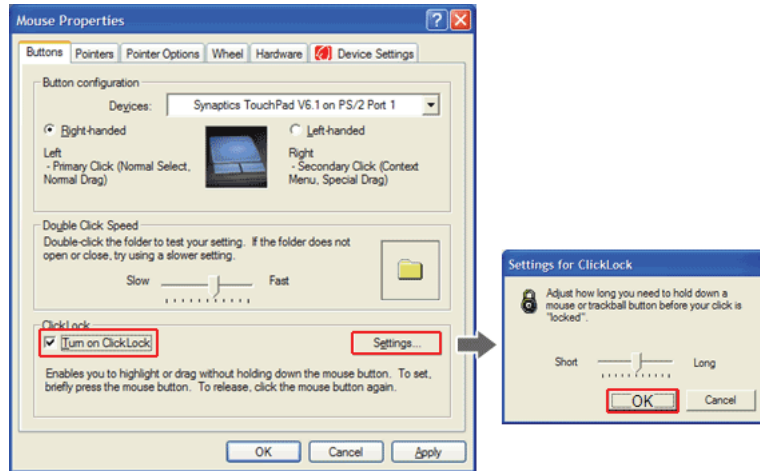 Mouse Properties
Buttons Pointers Pointer Options Wheel Hardware Device Settings
Button configuration
Devices: Synaptics TouchPad V6.1 on PS/2 Port 1
Right-handed Left-handed
Left
- Primary Click (Normal Select,
Normal Drag)
Right
- Secondary Click (Context
Menu, Special Drag)
Double Click Speed
Double-click the folder to test your setting. If the folder does not
open or close, try using a slower
setting.
Slow Fast
ClickLock
Turn on ClickLock Settings...
Enables you to highlight or drag without holding down the mouse button. To set,
briefly press the mouse button. To release, click the mouse button again.
OK Cancel Apply
Settings for ClickLock
Adjust how long you need to hold down a
mouse or trackball button before your click is
"locked".
Short Long
OK Cancel